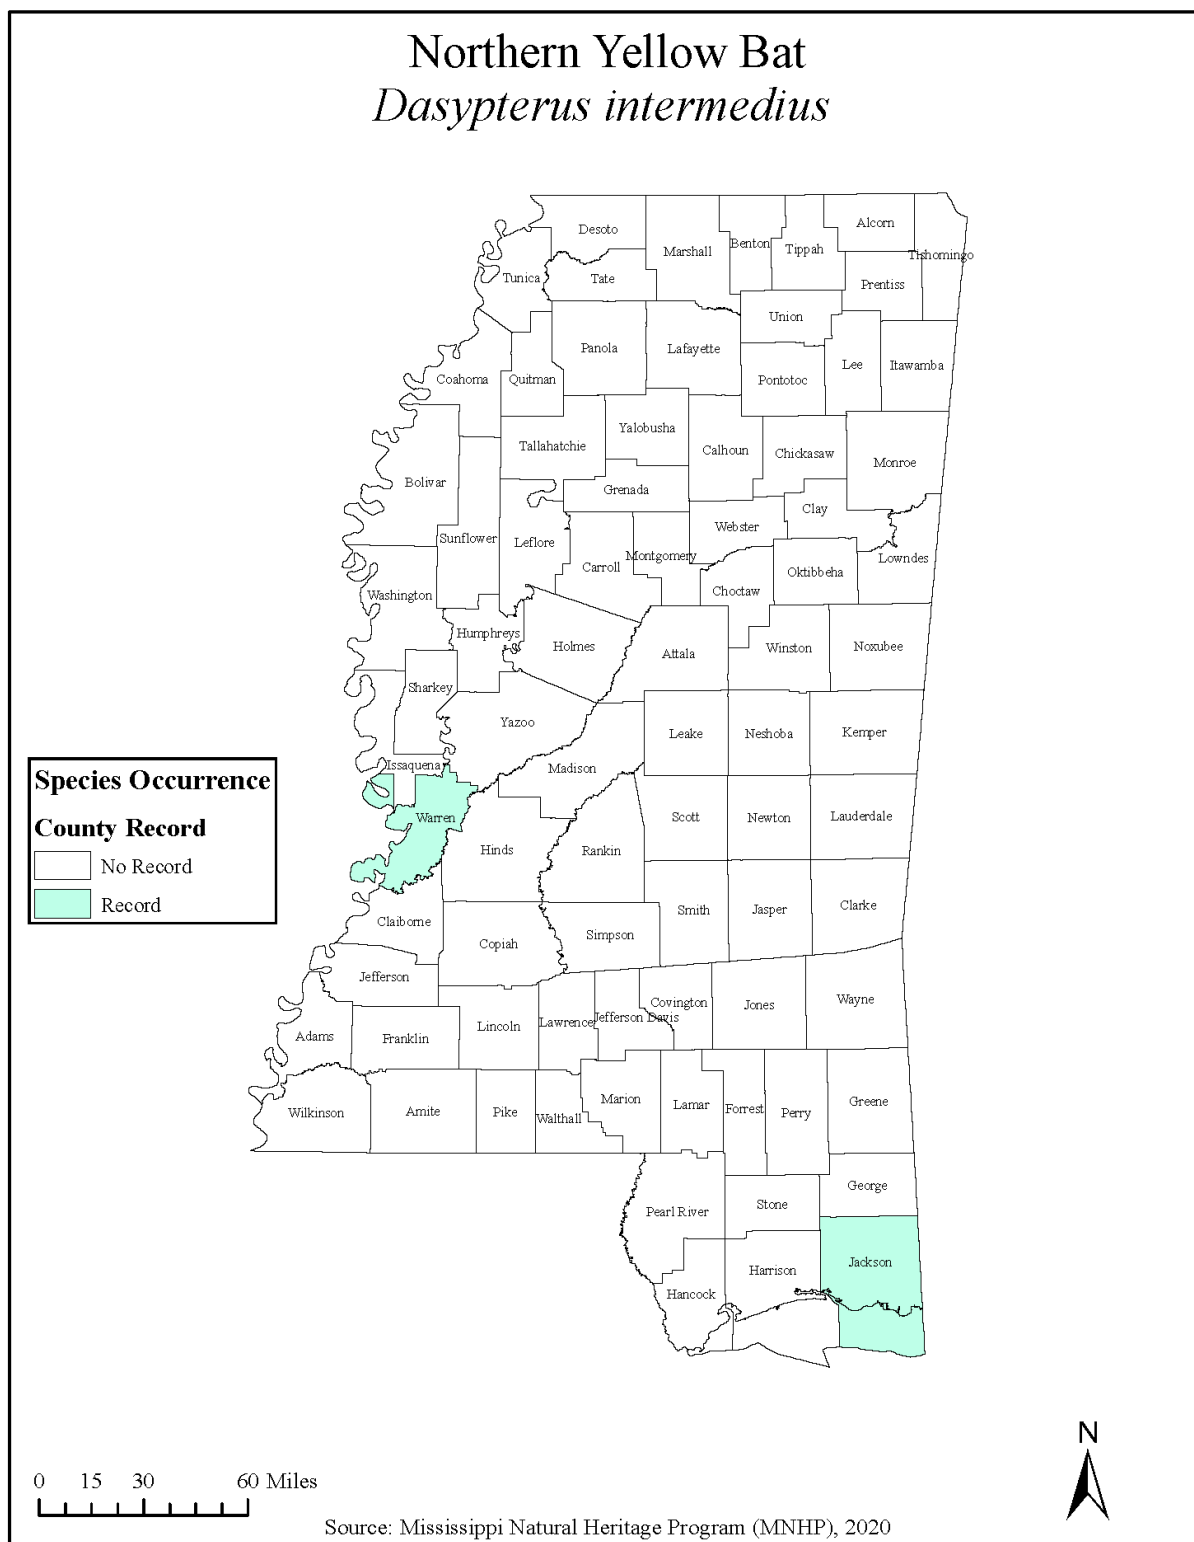 Northern Yellow Bat
Dasypterus intermedius
Desoto
Marshall
Benton
Tippah
Alcorn
Tishomingo
Tunica
Tate
Prentiss
Union
Panola
Lafayette
Lee
Itawamba
Coahoma
Quitman
Pontotoc
Tallahatchie
Yalobusha
Calhoun
Chickasaw
Monroe
Bolivar
Grenada
Clay
Sunflower
Leflore
Webster
Carroll
Montgomery
Lowndes
Oktibbeha
Washington
Choctaw
Humphreys
Holmes
Attala
Winston
Noxubee
Sharkey
Yazoo
Leake
Neshoba
Kemper
Issaquena
Madison
Warren
Scott
Newton
Lauderdale
Hinds
Rankin
Claiborne
Smith
Jasper
Clarke
Copiah
Simpson
Jefferson
Covington
Jones
Wayne
Adams
Franklin
Lincoln
Lawrence
Jefferson Davis
Wilkinson
Amite
Pike
Walthall
Marion
Lamar
Forrest
Perry
Greene
George
Pearl River
Stone
Jackson
Harrison
Hancock
Species Occurrence
County Record
No Record
Record
N
0 15 30 60 Miles
Source: Mississippi Natural Heritage Program (MNHP), 2020